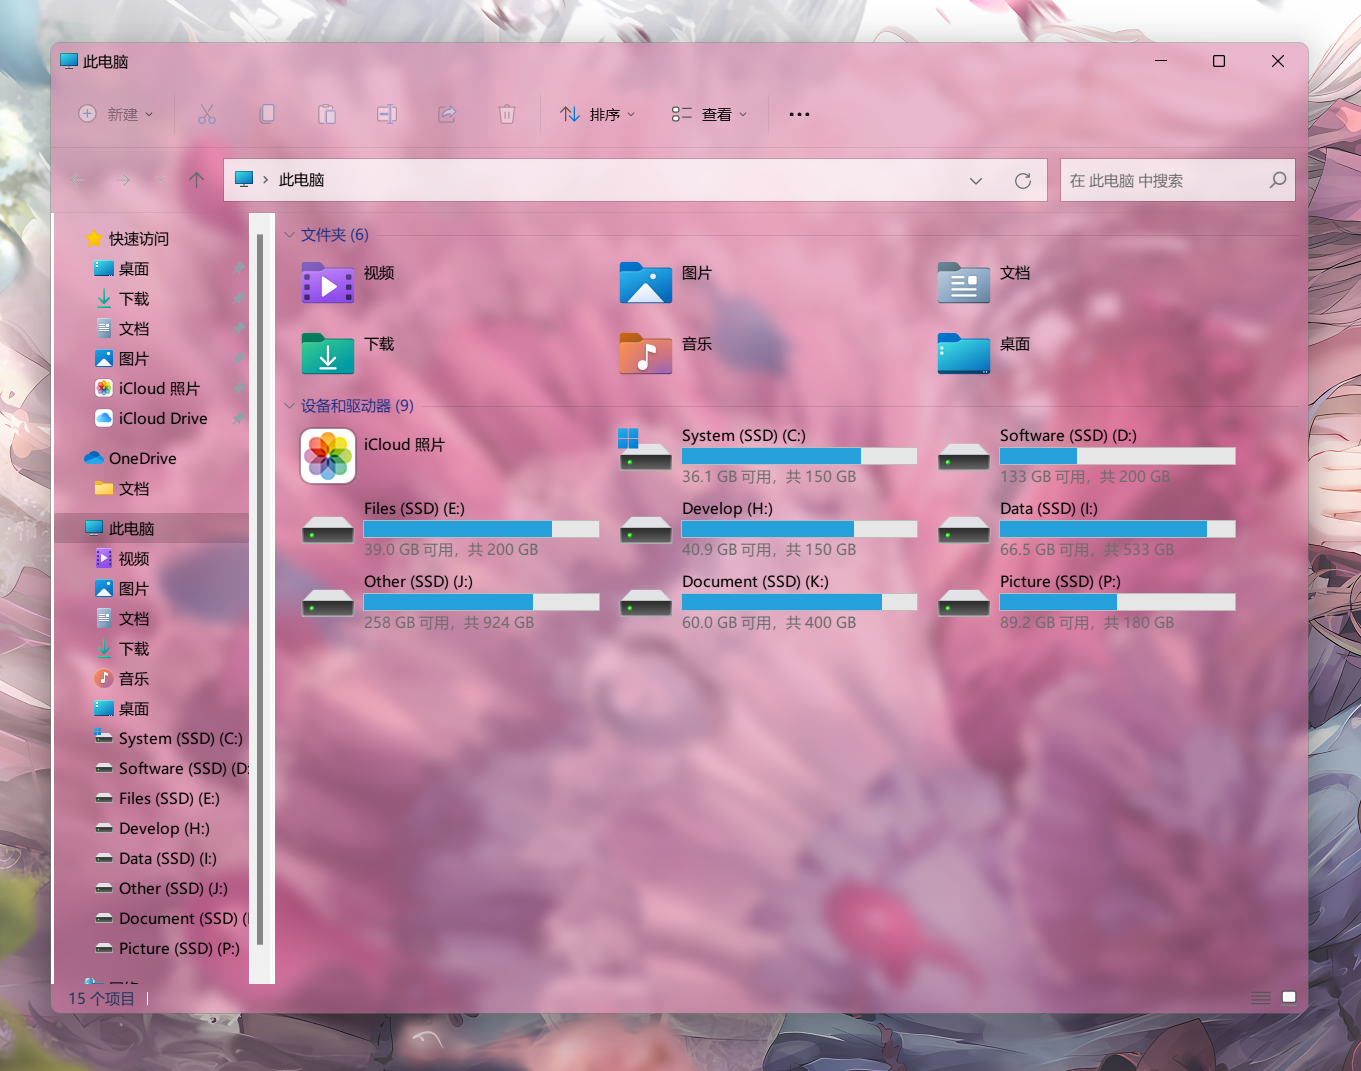 此电脑
新建
排序
查看
此电脑
在 此电脑 中搜索
快速访问
桌面
下载
文档
图片
iCloud 照片
iCloud Drive
OneDrive
文档
此电脑
视频
图片
文档
下载
音乐
桌面
System (SSD) (C:)
Software (SSD) (D:
Files (SSD) (E:)
Develop (H:)
Data (SSD) (I:)
Other (SSD) (J:)
Document (SSD) (
Picture (SSD) (P:)
文件夹 (6)
视频
图片
文档
下载
音乐
桌面
设备和驱动器 (9)
iCloud 照片
System (SSD) (C:)
36.1 GB 可用，共 150 GB
Software (SSD) (D:)
133 GB 可用，共 200 GB
Files (SSD) (E:)
39.0 GB 可用，共 200 GB
Develop (H:)
40.9 GB 可用，共 150 GB
Data (SSD) (I:)
66.5 GB 可用，共 533 GB
Other (SSD) (J:)
258 GB 可用，共 924 GB
Document (SSD) (K:)
60.0 GB 可用，共 400 GB
Picture (SSD) (P:)
89.2 GB 可用，共 180 GB
15 个项目